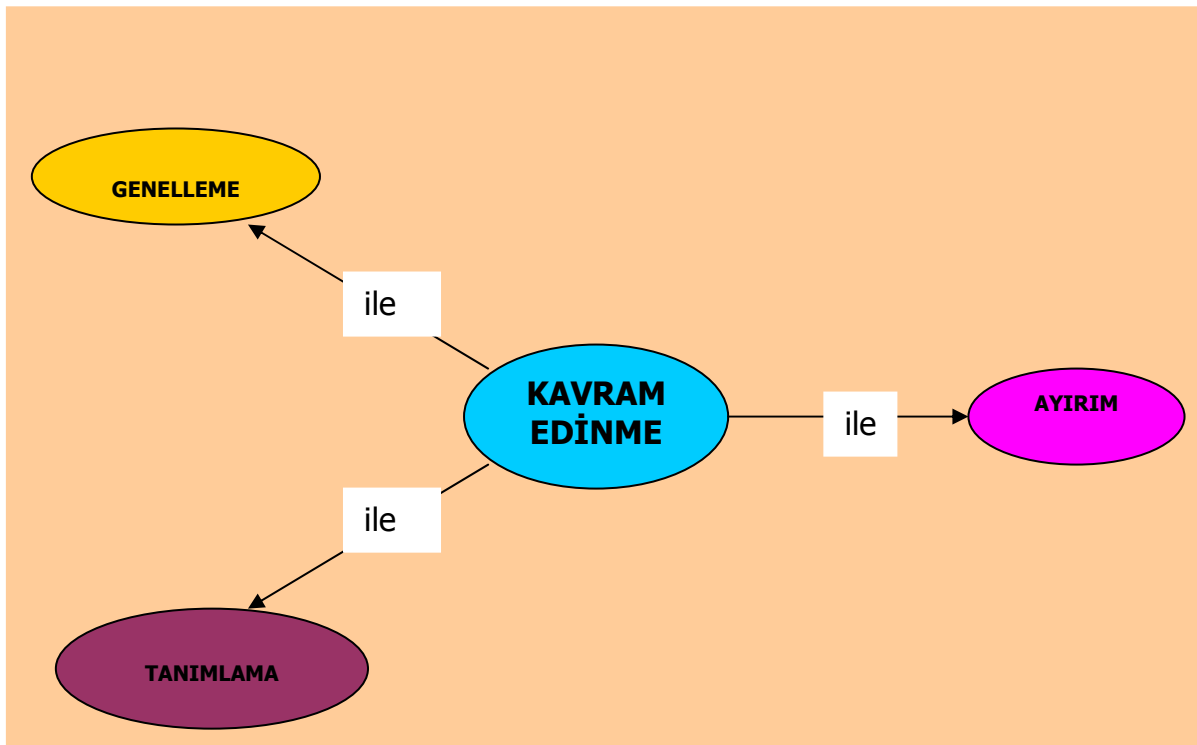 GENELLEME
ile
KAVRAM
EDİNME
AYIRIM
ile
ile
TANIMLAMA